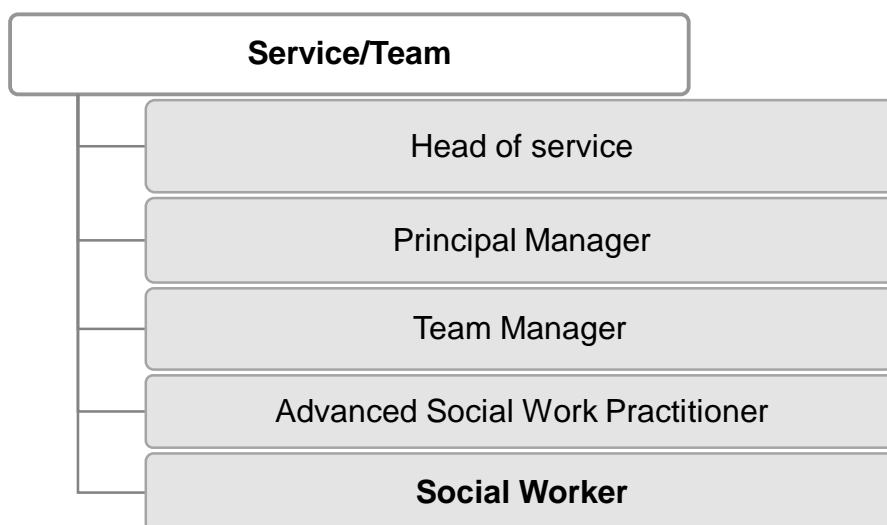 Service/Team
Head of service
Principal Manager
Team Manager
Advanced Social Work Practitioner
Social Worker